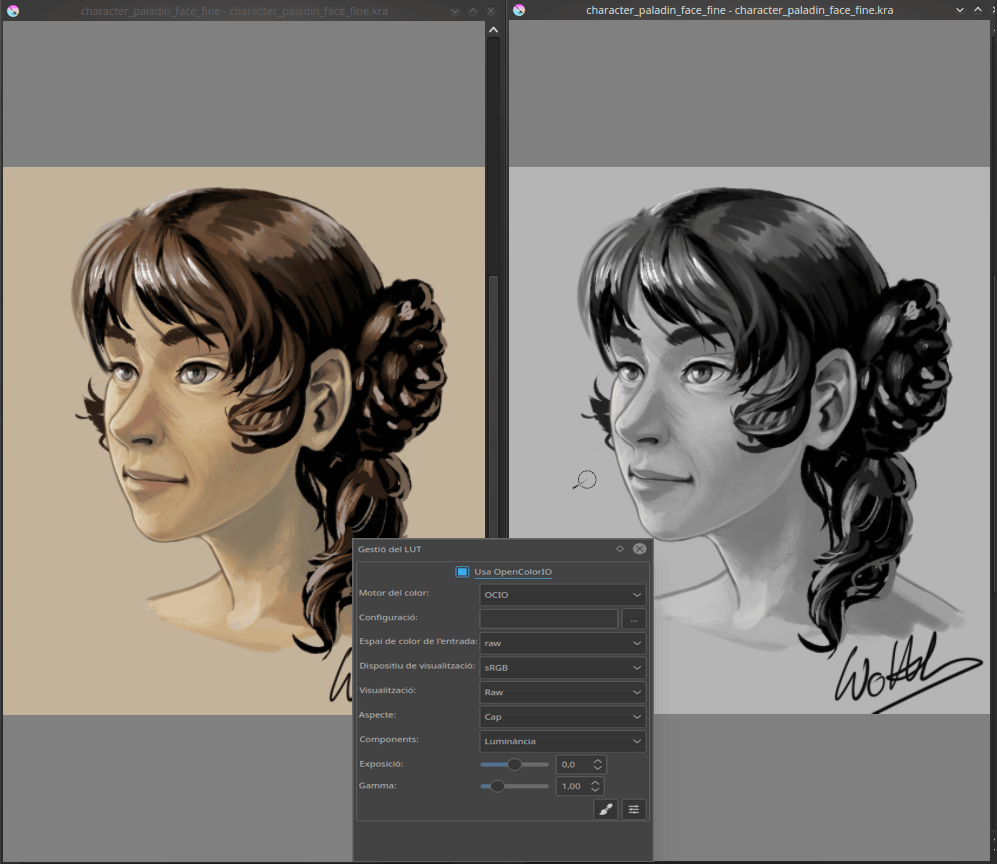 character_paladin_face_fine - character_paladin_face_fine.kra
character_paladin_face_fine - character_paladin_face_fine.kra
Gestió del LUT
Usa OpenColorIO
Motor del color: OCIO
Configuració: ...
Espai de color de l'entrada: raw
Dispositiu de visualització: sRGB
Visualització: Raw
Aspecte: Cap
Components: Luminància
Exposició: 0,0
Gamma: 1,00